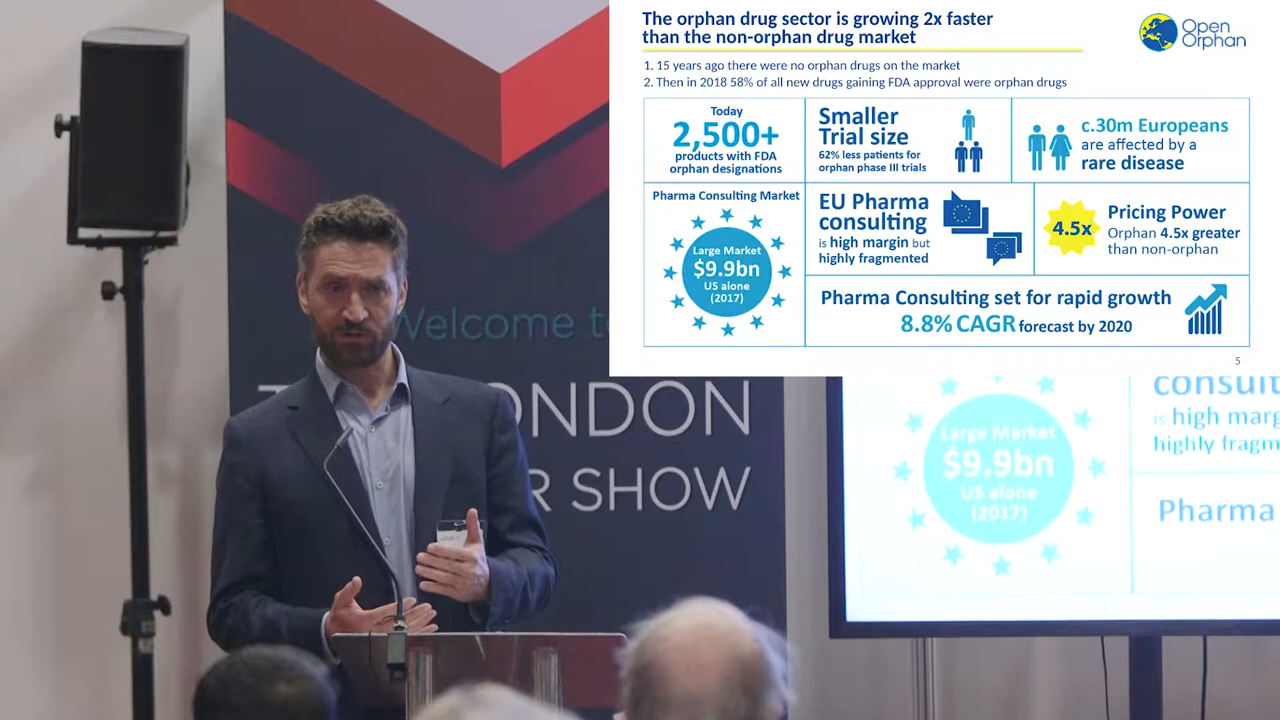 The orphan drug sector is growing 2x faster
than the non-orphan drug market
Open
Orphan
1. 15 years ago there were no orphan drugs on the market
2. Then in 2018 58% of all new drugs gaining FDA approval were orphan drugs
Today
2,500+
products with FDA
orphan designations
Smaller
Trial size
62% less patients for
orphan phase III trials
c.30m Europeans
are affected by a
rare disease
Pharma Consulting Market
Large Market
$9.9bn
US alone
(2017)
EU Pharma
consulting
is high margin but
highly fragmented
4.5x
Pricing Power
Orphan 4.5x greater
than non-orphan
Pharma Consulting set for rapid growth
8.8% CAGR forecast by 2020
5
Welcome to
ONDON
R SHOW
Large Market
$9.9bn
US alone
(2017)
consult
is high marg
highly fragm
Pharma